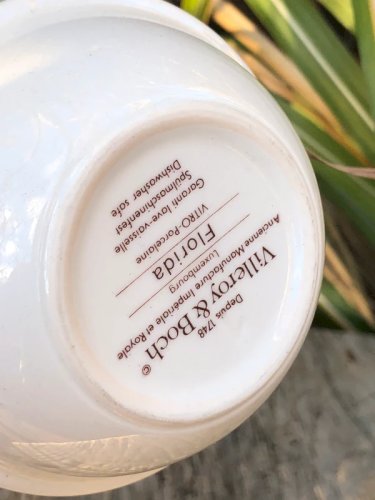 Depuis 1748
Villeroy & Boch ©
Ancienne Manufacture Impériale et Royale
Luxembourg
Florida
VITRO-Porcelaine
Garanti lave-vaisselle
Spülmaschinenfest
Dishwasher safe